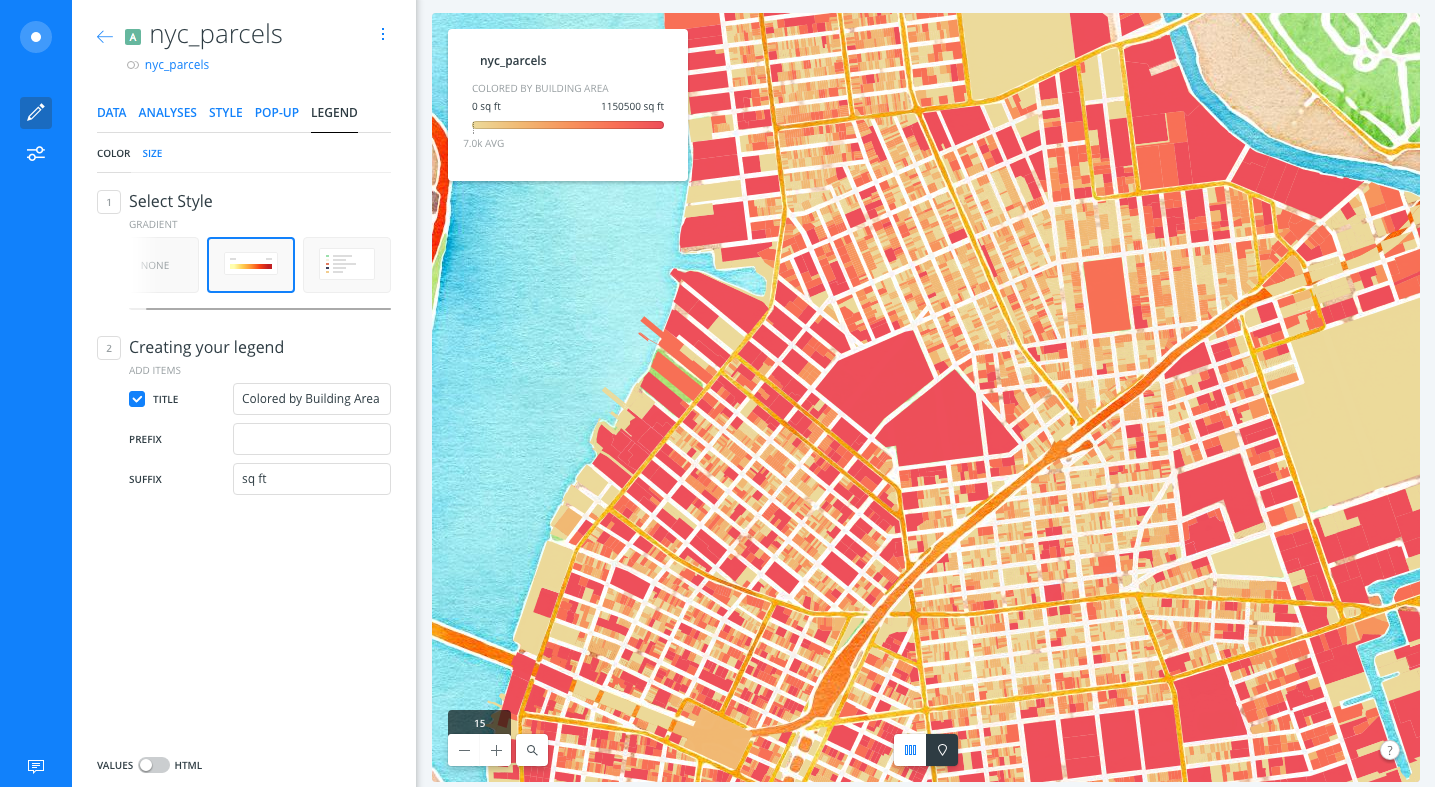 A nyc_parcels
nyc_parcels
DATA ANALYSES STYLE POP-UP LEGEND
COLOR SIZE
1 Select Style
GRADIENT
NONE
2 Creating your legend
ADD ITEMS
TITLE Colored by Building Area
PREFIX
SUFFIX sq ft
VALUES HTML
nyc_parcels
COLORED BY BUILDING AREA
0 sq ft 1150500 sq ft
7.0k AVG
15
?